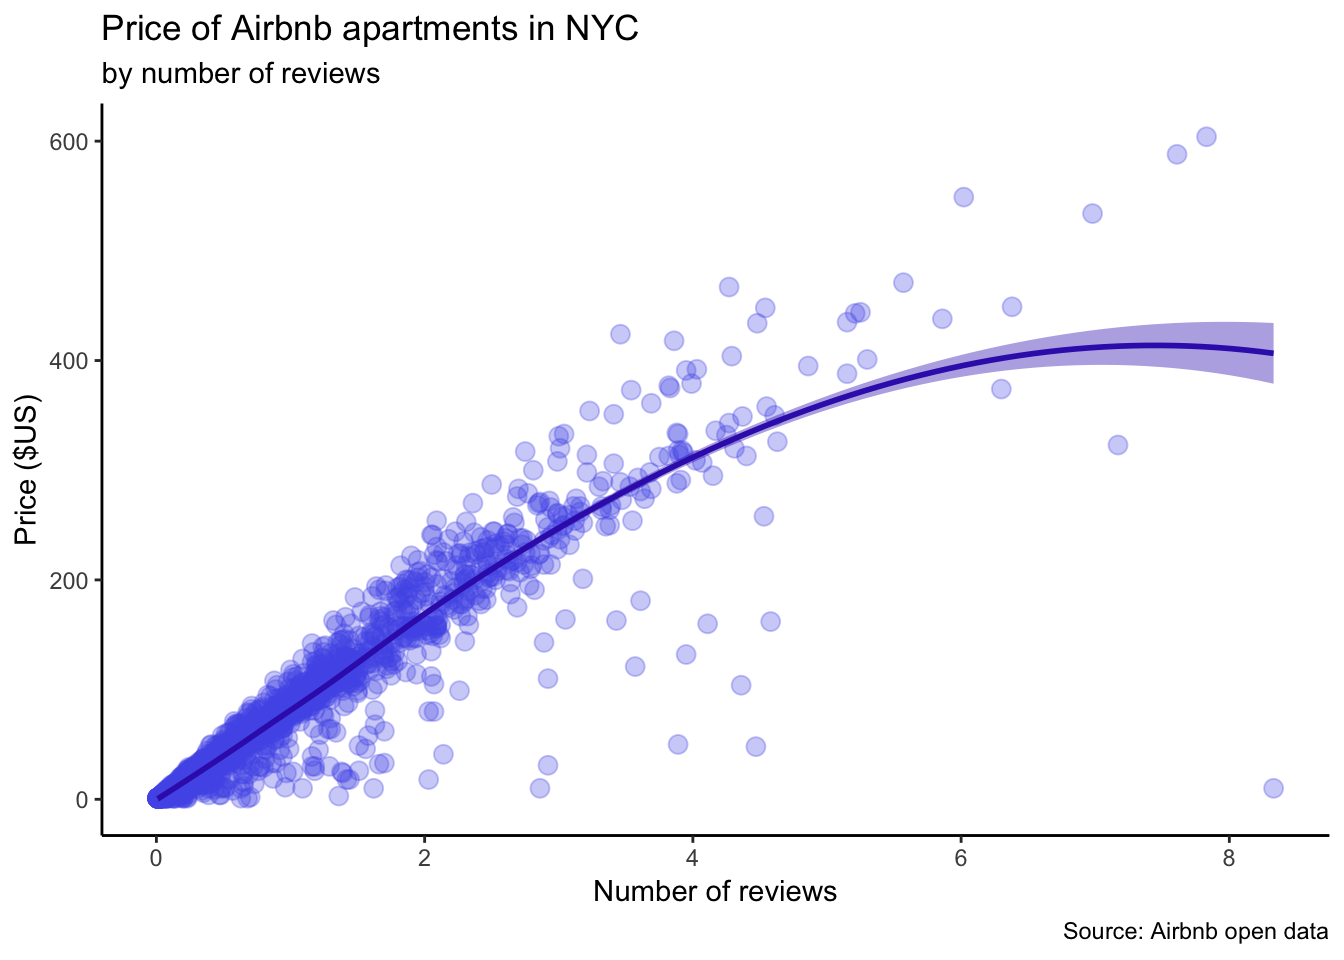 Price of Airbnb apartments in NYC
by number of reviews
600
400
200
0
Price ($US)
0 2 4 6 8
Number of reviews
Source: Airbnb open data